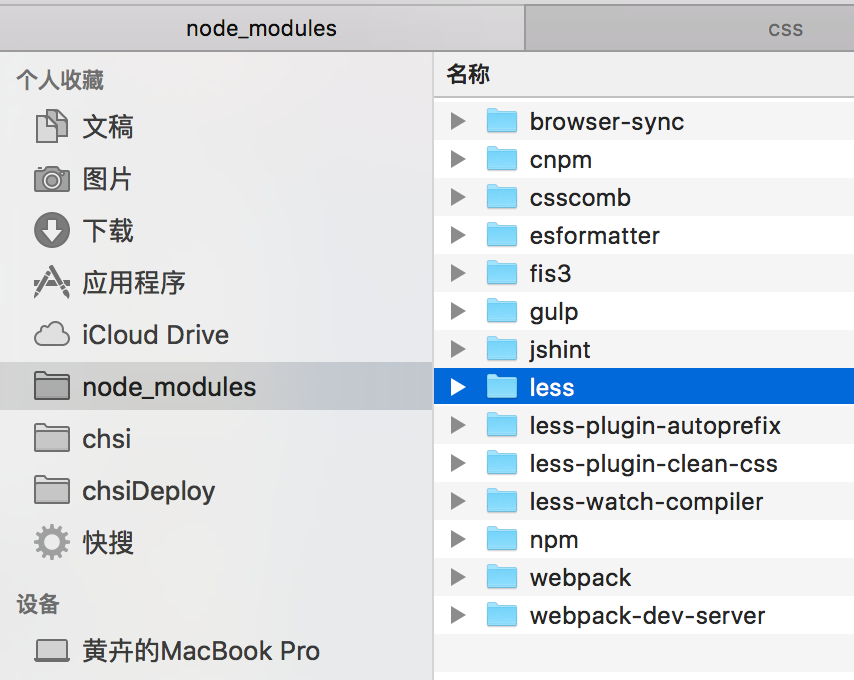 node_modules
css
个人收藏
文稿
图片
下载
应用程序
iCloud Drive
node_modules
chsi
chsiDeploy
快搜
设备
黄卉的MacBook Pro
名称
browser-sync
cnpm
csscomb
esformatter
fis3
gulp
jshint
less
less-plugin-autoprefix
less-plugin-clean-css
less-watch-compiler
npm
webpack
webpack-dev-server